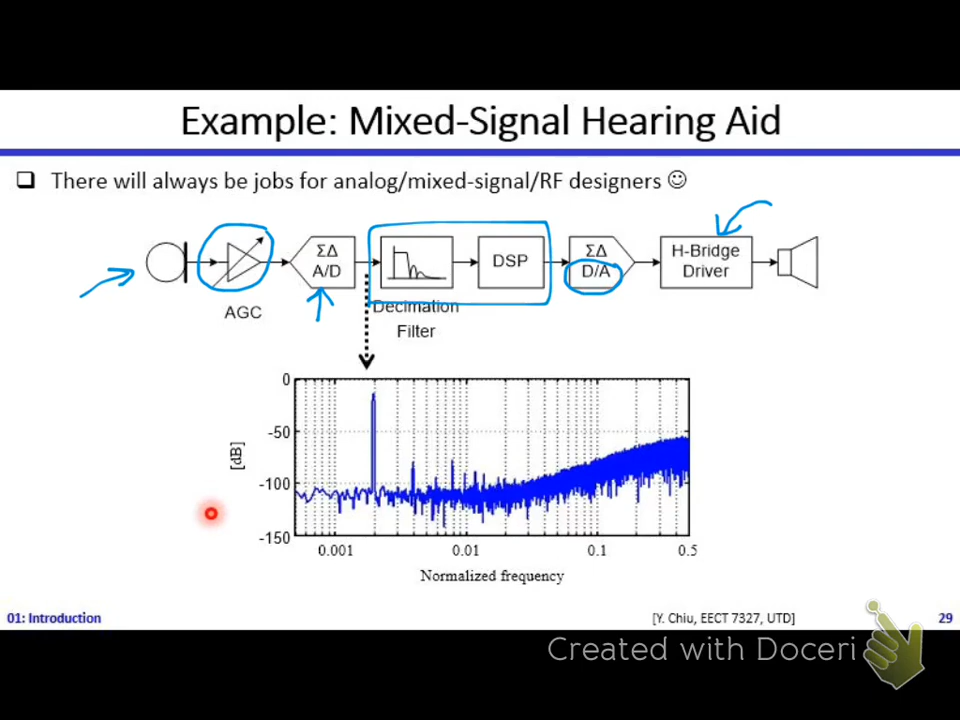 Example: Mixed-Signal Hearing Aid
❑ There will always be jobs for analog/mixed-signal/RF designers ☺
ΣΔ
A/D
DSP
ΣΔ
D/A
H-Bridge
Driver
AGC
Decimation
Filter
0
-50
-100
-150
[dB]
0.001
0.01
0.1
0.5
Normalized frequency
01: Introduction
[Y. Chiu, EECT 7327, UTD]
29
Created with Doceri